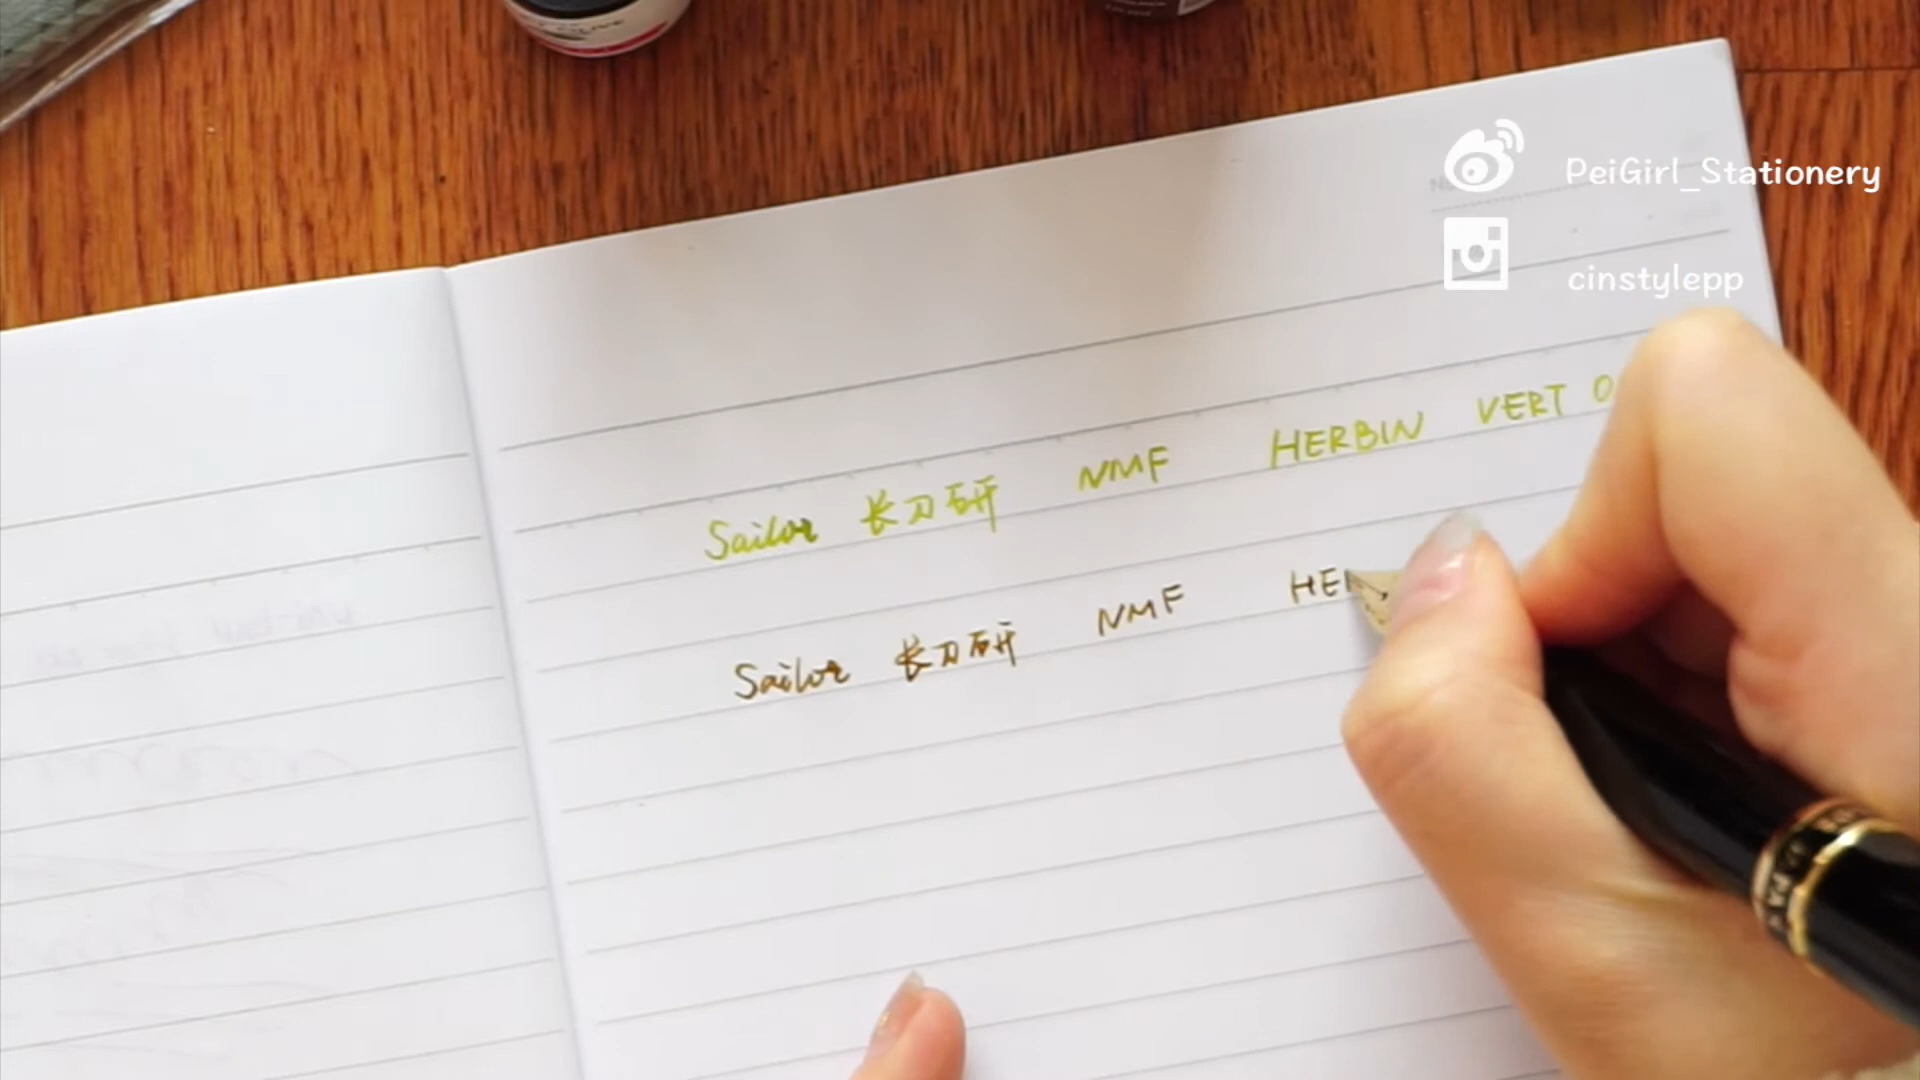 PeiGirl_Stationery
cinstylepp
Sailor 长刀研 NMF HERBIN VERT O
Sailor 长刀研 NMF HE